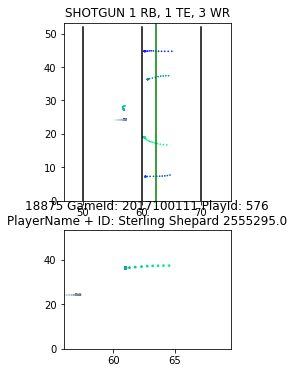 SHOTGUN 1 RB, 1 TE, 3 WR
50
40
30
20
10
0
50 60 70
18875 GameId: 2017100111 PlayId: 576
PlayerName + ID: Sterling Shepard 2555295.0
40
20
0
60 65